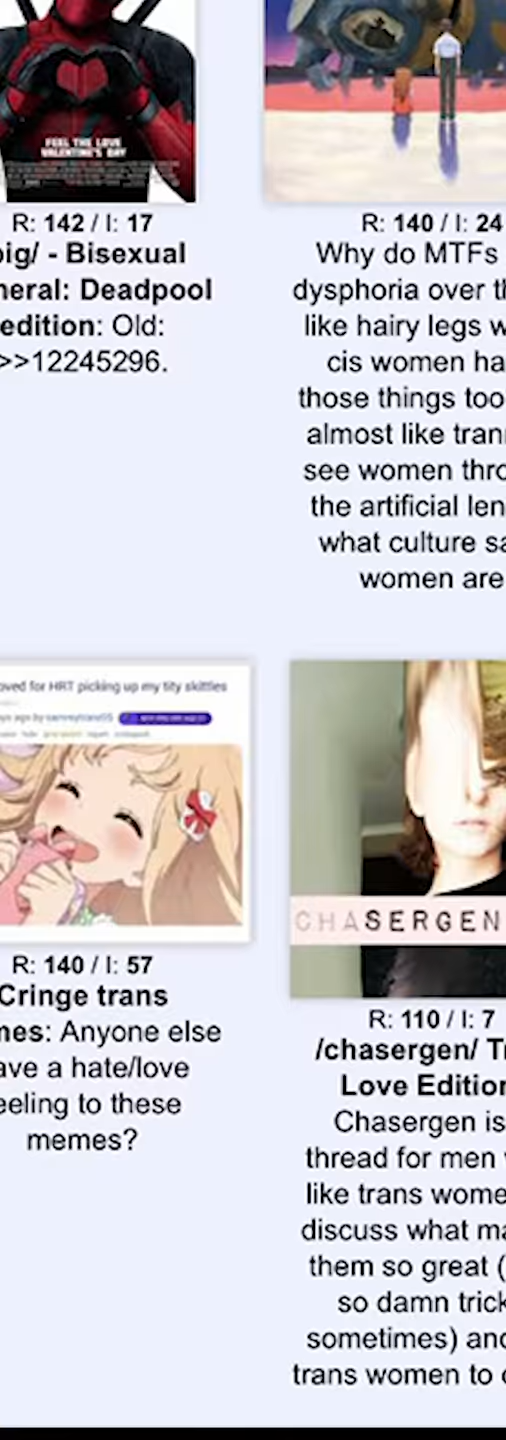 FEEL THE LOVE
VALENTINE'S DAY
R: 142 / I: 17
big/ - Bisexual
neral: Deadpool
edition: Old:
>>12245296.
R: 140 / I: 24
Why do MTFs
dysphoria over th
like hairy legs w
cis women ha
those things too
almost like trann
see women thro
the artificial len
what culture sa
women are
oved for HRT picking up my tity skittles
ago by
R: 140 / I: 57
Cringe trans
mes: Anyone else
ave a hate/love
eeling to these
memes?
CHASERGEN
R: 110 / I: 7
/chasergen/ Tr
Love Edition
Chasergen is
thread for men
like trans wome
discuss what ma
them so great (
so damn trick
sometimes) and
trans women to